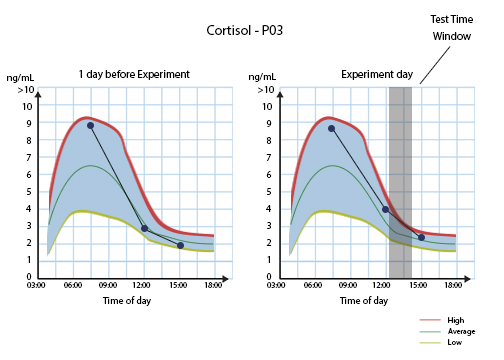 Cortisol - P03
Test Time
Window
1 day before Experiment
ng/mL
>10
10
9
8
7
6
5
4
3
2
1
0
03:00 06:00 09:00 12:00 15:00 18:00
Time of day
Experiment day
ng/mL
>10
10
9
8
7
6
5
4
3
2
1
0
03:00 06:00 09:00 12:00 15:00 18:00
Time of day
High
Average
Low